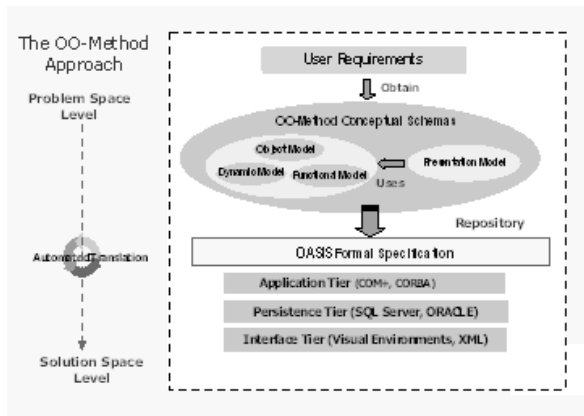 The OO-Method
Approach
Problem Space
Level
Automated Translation
Solution Space
Level
User Requirements
Obtain
OO-Method Conceptual Schemas
Object Model
Dynamic Model
Functional Model
Uses
Presentation Model
Repository
OASIS Formal Specification
Application Tier (COM+, CORBA)
Persistence Tier (SQL Server, ORACLE)
Interface Tier (Visual Environments, XML)